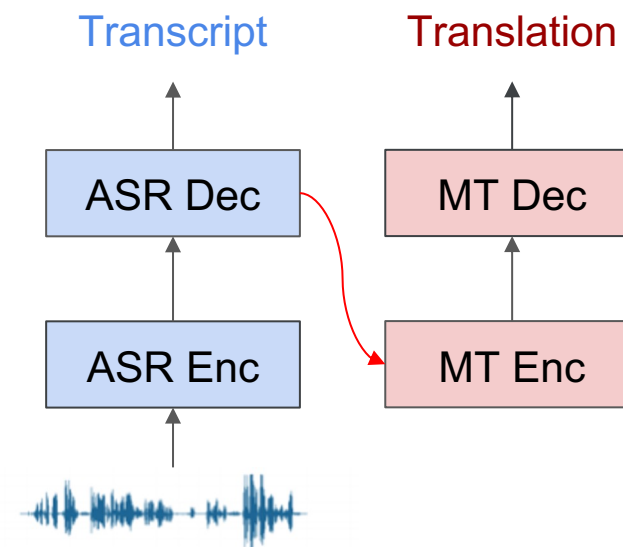 Transcript
Translation
ASR Dec
MT Dec
ASR Enc
MT Enc